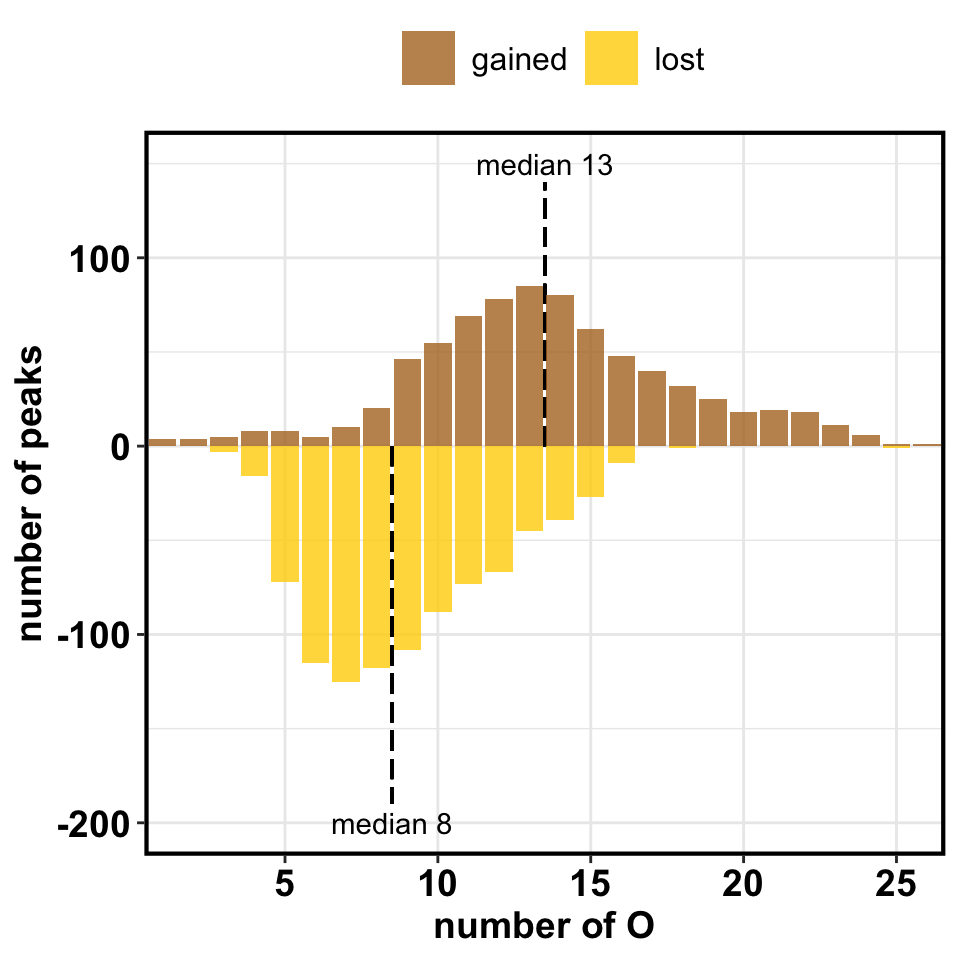 gained
lost
median 13
100
0
-100
-200
number of peaks
median 8
5 10 15 20 25
number of O